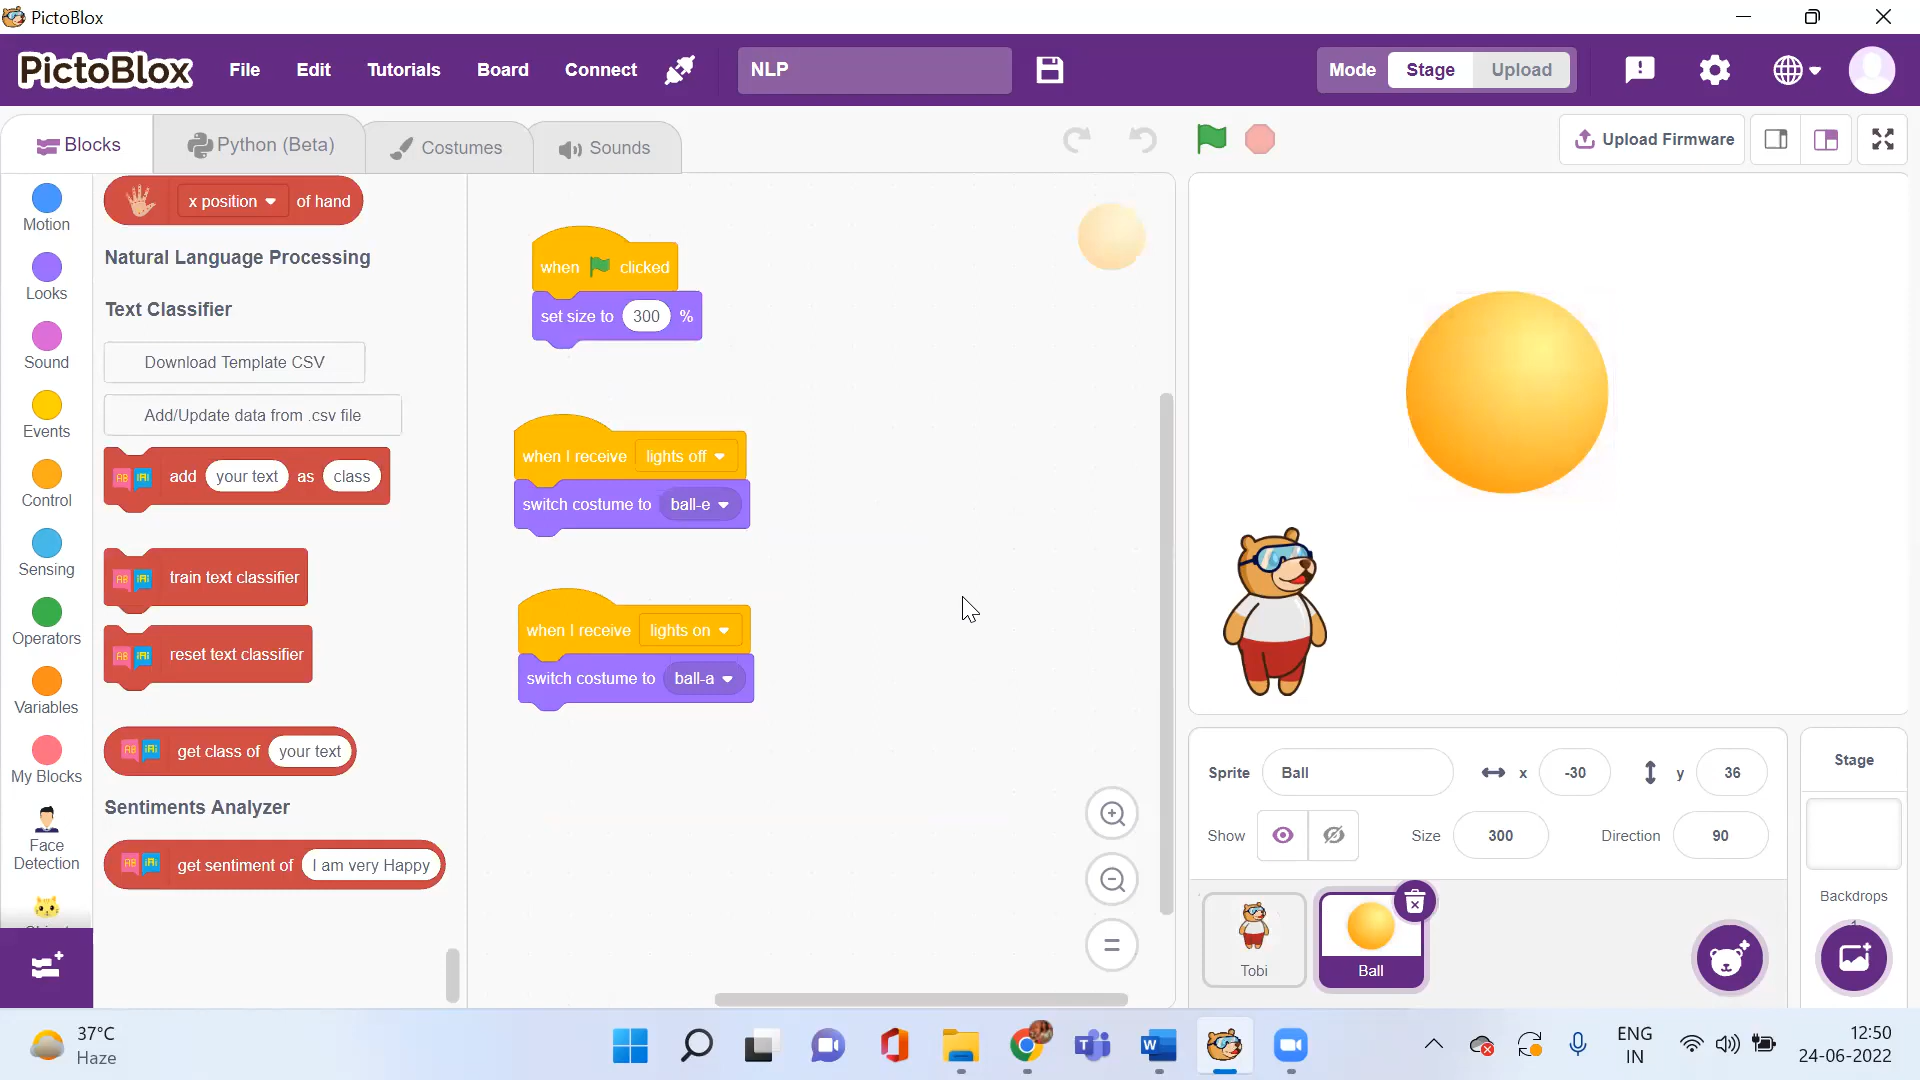 PictoBlox
PictoBlox File Edit Tutorials Board Connect NLP Mode Stage Upload
Blocks Python (Beta) Costumes Sounds Upload Firmware
Motion
Looks
Sound
Events
Control
Sensing
Operators
Variables
My Blocks
Face
Detection
x position of hand
Natural Language Processing
Text Classifier
Download Template CSV
Add/Update data from .csv file
add your text as class
train text classifier
reset text classifier
get class of your text
Sentiments Analyzer
get sentiment of I am very Happy
when clicked
set size to 300 %
when I receive lights off
switch costume to ball-e
when I receive lights on
switch costume to ball-a
Sprite Ball x -30 y 36
Show Size 300 Direction 90
Tobi
Ball
Stage
Backdrops
37°C
Haze
ENG
IN
12:50
24-06-2022